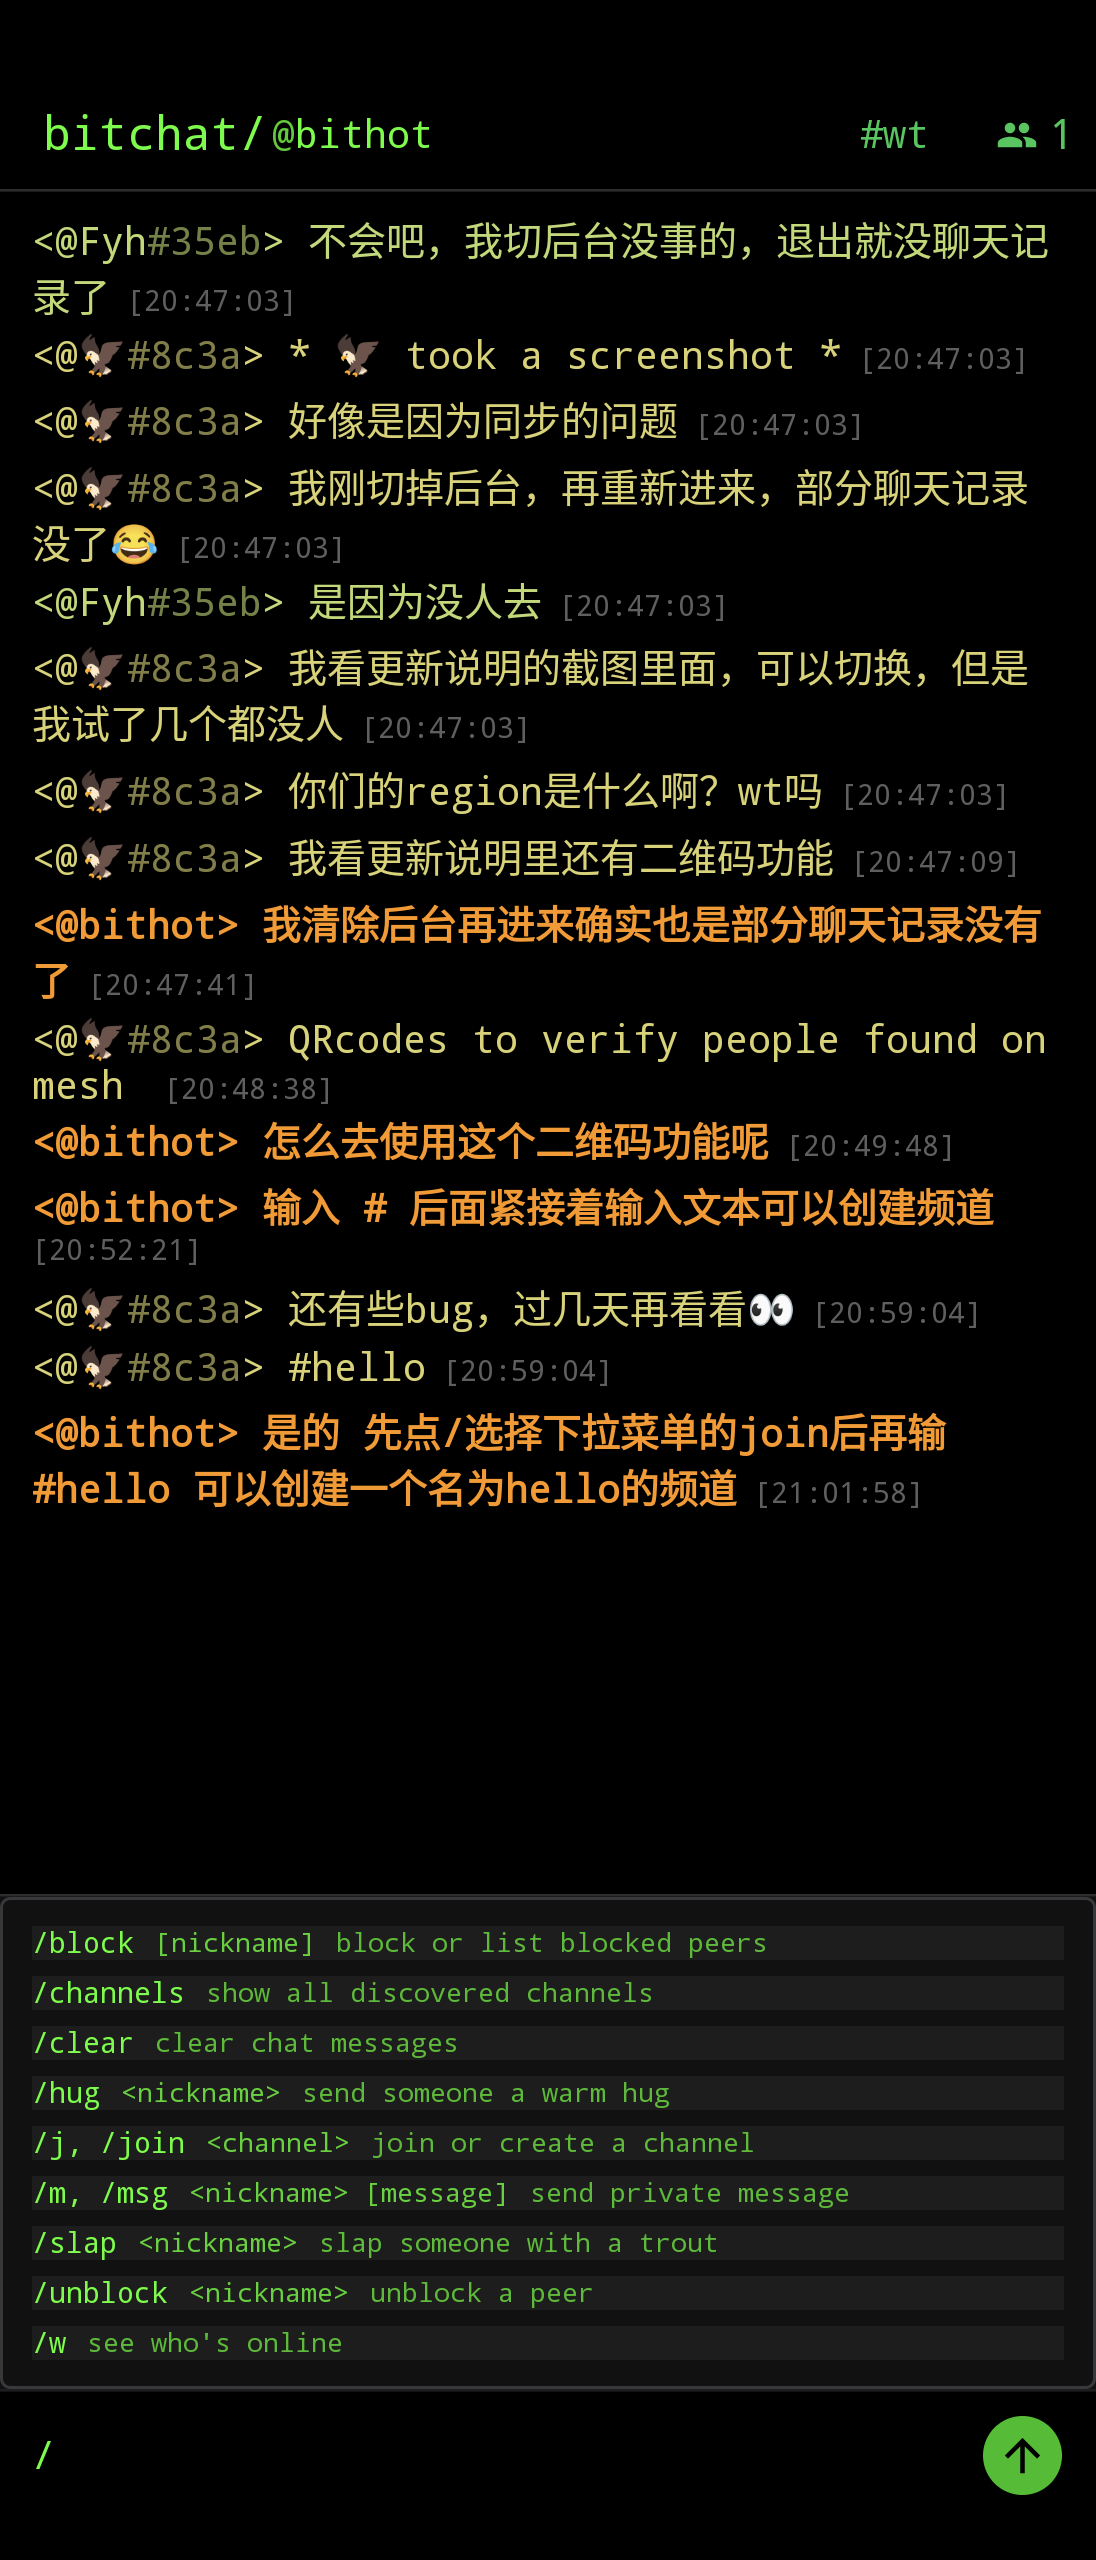 bitchat/@bithot #wt 1
<@Fyh#35eb> 不会吧，我切后台没事的，退出就没聊天记
录了 [20:47:03]
<@🦅#8c3a> * 🦅 took a screenshot * [20:47:03]
<@🦅#8c3a> 好像是因为同步的问题 [20:47:03]
<@🦅#8c3a> 我刚切掉后台，再重新进来，部分聊天记录
没了😂 [20:47:03]
<@Fyh#35eb> 是因为没人去 [20:47:03]
<@🦅#8c3a> 我看更新说明的截图里面，可以切换，但是
我试了几个都没人 [20:47:03]
<@🦅#8c3a> 你们的region是什么啊？wt吗 [20:47:03]
<@🦅#8c3a> 我看更新说明里还有二维码功能 [20:47:09]
<@bithot> 我清除后台再进来确实也是部分聊天记录没有
了 [20:47:41]
<@🦅#8c3a> QRcodes to verify people found on
mesh [20:48:38]
<@bithot> 怎么去使用这个二维码功能呢 [20:49:48]
<@bithot> 输入 # 后面紧接着输入文本可以创建频道
[20:52:21]
<@🦅#8c3a> 还有些bug，过几天再看看👀 [20:59:04]
<@🦅#8c3a> #hello [20:59:04]
<@bithot> 是的 先点/选择下拉菜单的join后再输
#hello 可以创建一个名为hello的频道 [21:01:58]
/block [nickname] block or list blocked peers
/channels show all discovered channels
/clear clear chat messages
/hug <nickname> send someone a warm hug
/j, /join <channel> join or create a channel
/m, /msg <nickname> [message] send private message
/slap <nickname> slap someone with a trout
/unblock <nickname> unblock a peer
/w see who's online
/